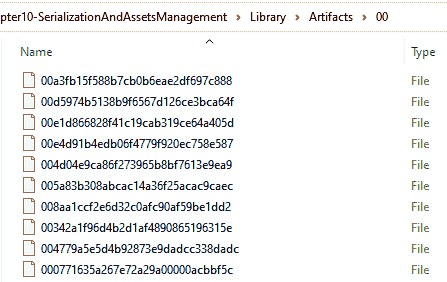 pter10-SerializationAndAssetsManagement > Library > Artifacts > 00
Name Type
00a3fb15f588b7cb0b6eae2df697c888 File
00d5974b5138b9f6567d126ce3bca64f File
00e1d866828f41c19cab319ce64a405d File
00e4d91b4edb06f4779f920ec758e587 File
004d04e9ca86f273965b8bf7613e9ea9 File
005a83b308abcac14a36f25acac9caec File
008aa1ccf2e6d32c0afc90af59be1dd2 File
00342a1f96d4b2d1af4890865196315e File
004779a5e5d4b92873e9dadcc338dadc File
000771635a267e72a29a00000acbbf5c File